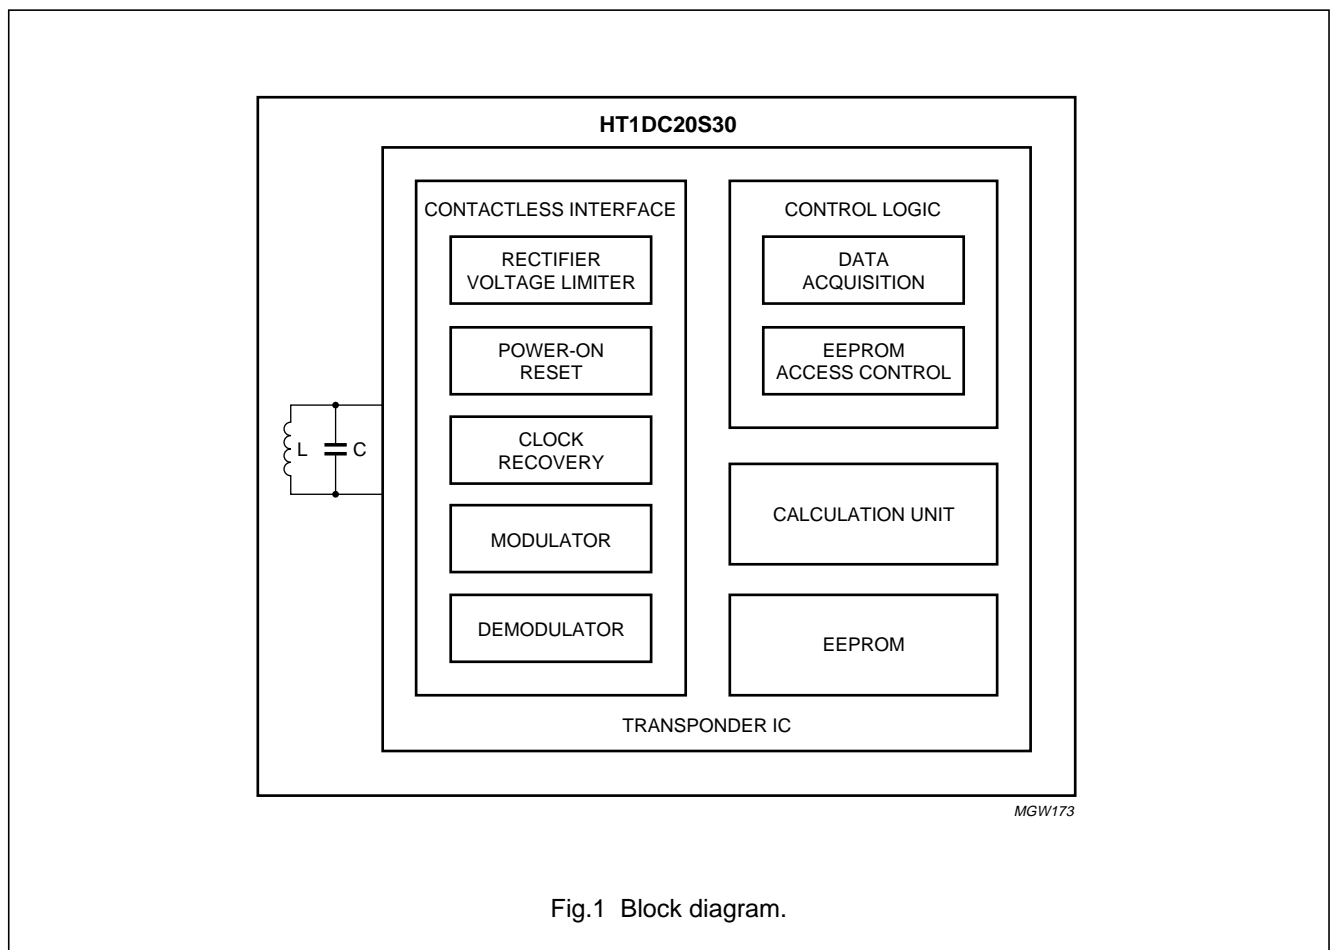 HT1DC20S30
CONTACTLESS INTERFACE
RECTIFIER
VOLTAGE LIMITER
POWER-ON
RESET
CLOCK
RECOVERY
MODULATOR
DEMODULATOR
CONTROL LOGIC
DATA
ACQUISITION
EEPROM
ACCESS CONTROL
CALCULATION UNIT
EEPROM
L
C
TRANSPONDER IC
MGW173
Fig.1 Block diagram.